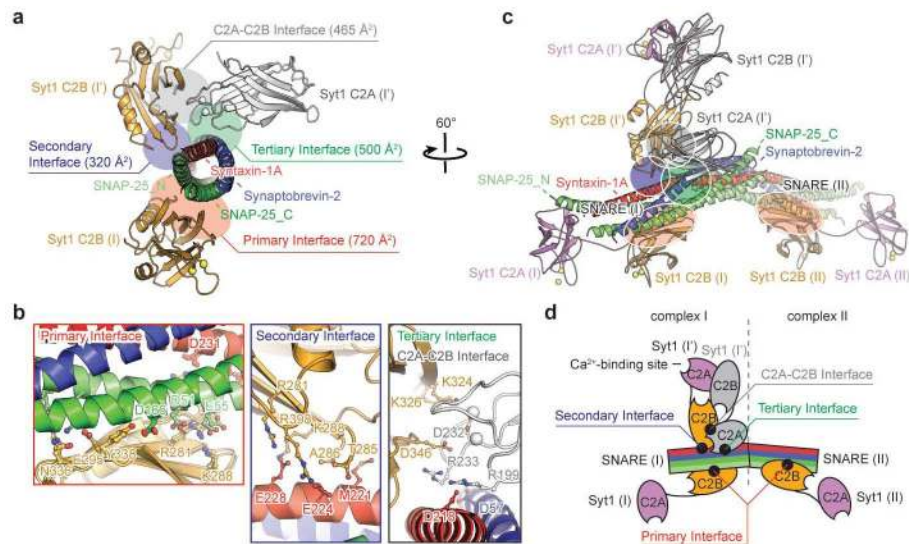 a
C2A-C2B Interface (465 Å²)
Syt1 C2B (I')
Syt1 C2A (I')
Secondary
Interface (320 Å²)
Tertiary Interface (500 Å²)
Syntaxin-1A
SNAP-25_N
Synaptobrevin-2
SNAP-25_C
Syt1 C2B (I)
Primary Interface (720 Å²)
60°
c
Syt1 C2A (I')
Syt1 C2B (I')
Syt1 C2B (I')
Syt1 C2A (I')
SNAP-25_C
Synaptobrevin-2
SNAP-25_N
Syntaxin-1A
SNARE (I)
SNARE (II)
Syt1 C2A (I)
Syt1 C2B (I)
Syt1 C2B (II)
Syt1 C2A (II)
b
Primary Interface
D231
D166
E55
Y338
R281
N336
K288
Secondary Interface
R281
R398
K288
A286
T285
E228
M221
E224
Tertiary Interface
C2A-C2B Interface
K324
K326
D232
D346
R233
R199
D218
D57
d
complex I
complex II
Syt1 (I')
Syt1 (I')
Ca²⁺-binding site
C2A
C2B
C2A-C2B Interface
Secondary Interface
C2B
C2A
Tertiary Interface
SNARE (I)
SNARE (II)
C2B
C2B
Syt1 (I)
C2A
C2A
Syt1 (II)
Primary Interface